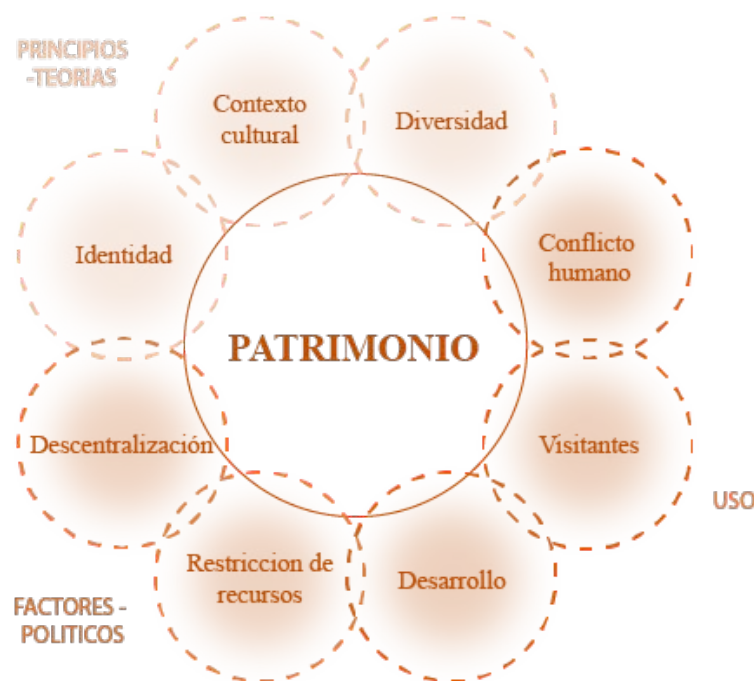 PRINCIPIOS
-TEORIAS
Contexto
cultural
Diversidad
Identidad
Conflicto
humano
PATRIMONIO
Descentralización
Visitantes
USO
Restriccion de
recursos
Desarrollo
FACTORES -
POLITICOS